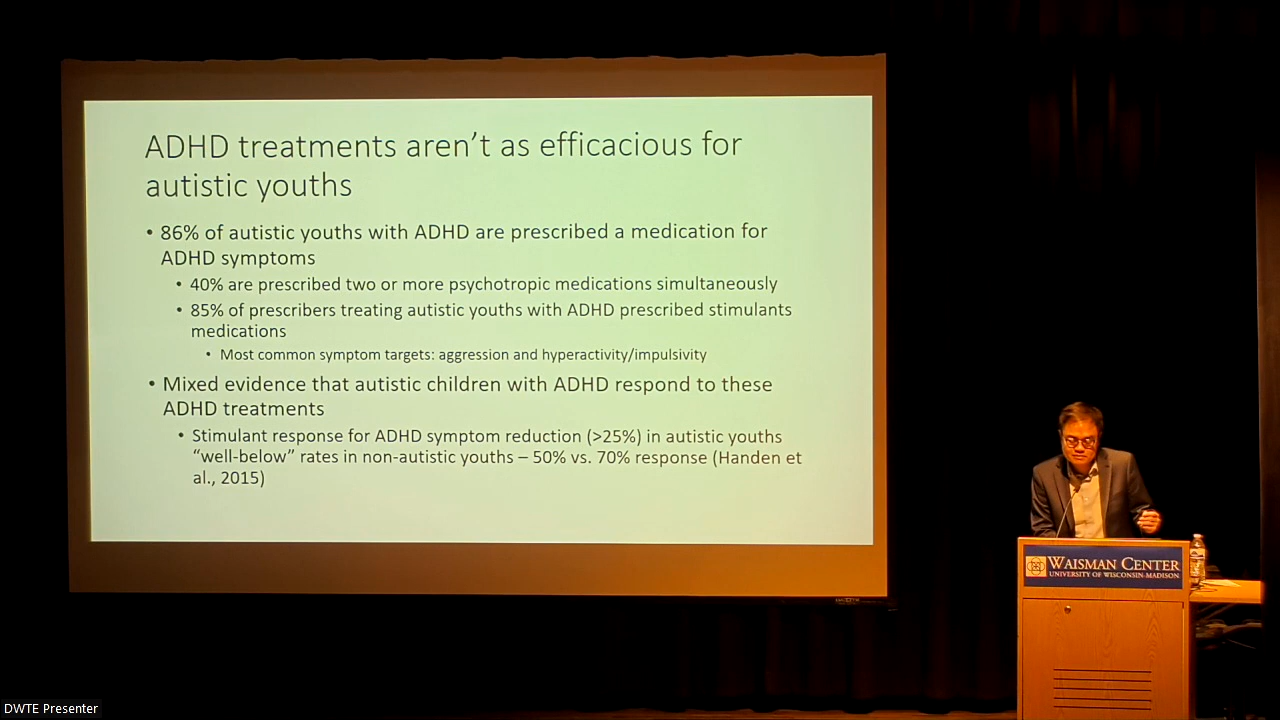 ADHD treatments aren’t as efficacious for
autistic youths
• 86% of autistic youths with ADHD are prescribed a medication for
ADHD symptoms
• 40% are prescribed two or more psychotropic medications simultaneously
• 85% of prescribers treating autistic youths with ADHD prescribed stimulants
medications
• Most common symptom targets: aggression and hyperactivity/impulsivity
• Mixed evidence that autistic children with ADHD respond to these
ADHD treatments
• Stimulant response for ADHD symptom reduction (>25%) in autistic youths
“well-below” rates in non-autistic youths – 50% vs. 70% response (Handen et
al., 2015)
WAISMAN CENTER
UNIVERSITY OF WISCONSIN-MADISON
DWTE Presenter